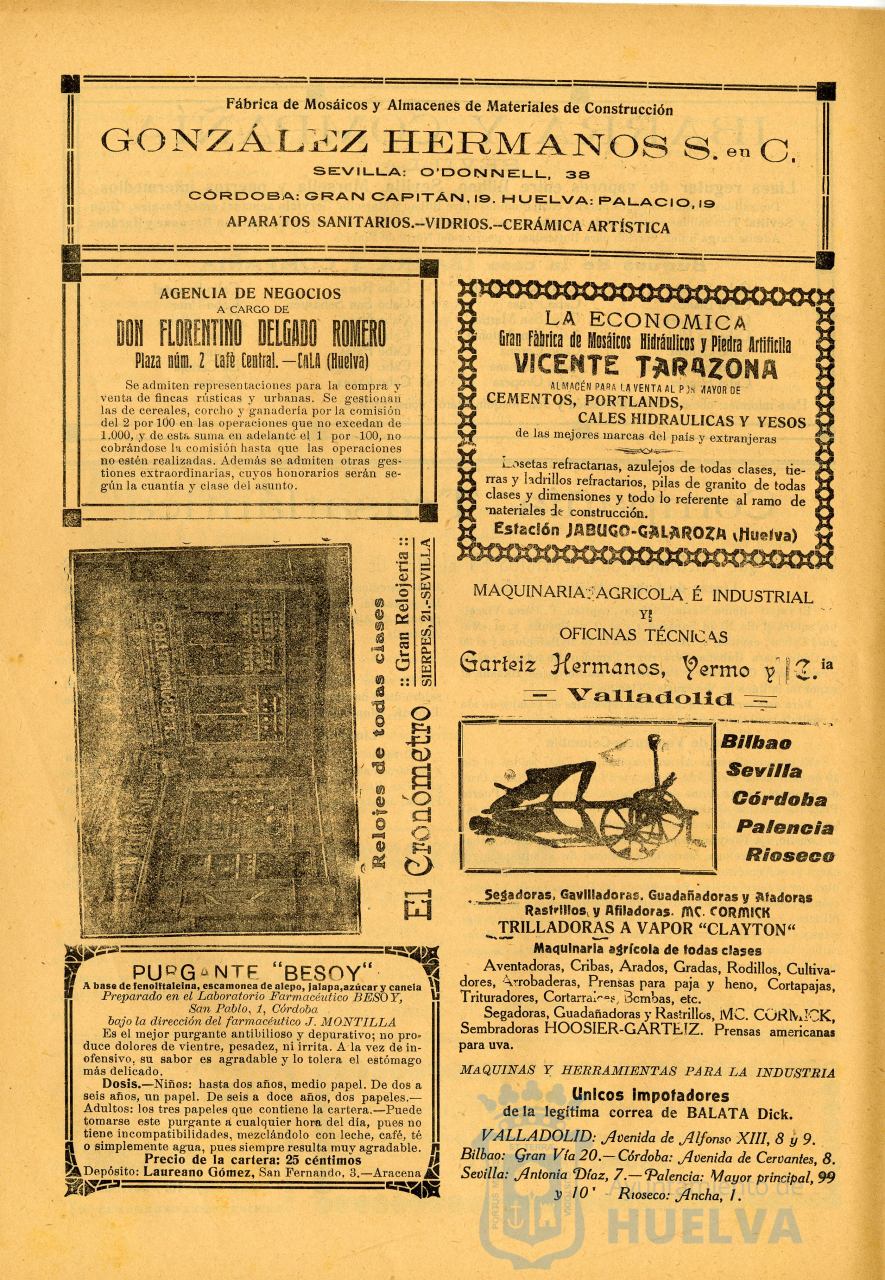 Fábrica de Mosáicos y Almacenes de Materiales de Construcción
GONZÁLEZ HERMANOS S. en C.
SEVILLA: O'DONNELL, 38
CÓRDOBA: GRAN CAPITÁN, 19. HUELVA: PALACIO, 19
APARATOS SANITARIOS.--VIDRIOS.--CERÁMICA ARTÍSTICA
AGENCIA DE NEGOCIOS
A CARGO DE
DON FLORENTINO DELGADO ROMERO
Plaza núm. 2 Café Central. —CALA (Huelva)
Se admiten representaciones para la compra y
venta de fincas rústicas y urbanas. Se gestionan
las de cereales, corcho y ganadería por la comisión
del 2 por 100 en las operaciones que no excedan de
1.000, y de esta suma en adelante el 1 por 100, no
cobrándose la comisión hasta que las operaciones
no estén realizadas. Además se admiten otras ges-
tiones extraordinarias, cuyos honorarios serán se-
gún la cuantía y clase del asunto.
LA ECONOMICA
Gran Fàbrica de Mosáicos Hidráulicos y Piedra Artificila
VICENTE TARAZONA
ALMACÉN PARA LA VENTA AL POR MAYOR DE
CEMENTOS, PORTLANDS,
CALES HIDRAULICAS Y YESOS
de las mejores marcas del país y extranjeras
Losetas refractarias, azulejos de todas clases, tie-
rras y ladrillos refractarios, pilas de granito de todas
clases y dimensiones y todo lo referente al ramo de
materiales de construcción.
Estación JABUGO-GALAROZA (Huelva)
Relojes de todas clases
:: Gran Relojería ::
El Cronómetro
SIERPES, 21.-SEVILLA
MAQUINARIA AGRICOLA É INDUSTRIAL
Y
OFICINAS TÉCNICAS
Garteiz Hermanos, Yermo y C.ia
— Valladolid —
Bilbao
Sevilla
Córdoba
Palencia
Rioseco
Segadoras, Gavilladoras, Guadañadoras y Atadoras
Rastrillos, y Afiladoras. MC. CORMICK
TRILLADORAS A VAPOR "CLAYTON"
Maquinaria agrícola de todas clases
Aventadoras, Cribas, Arados, Gradas, Rodillos, Cultiva-
dores, Arrobaderas, Prensas para paja y heno, Cortapajas,
Trituradores, Cortarraíces, Bombas, etc.
Segadoras, Guadañadoras y Rastrillos, MC. CORMICK,
Sembradoras HOOSIER-GARTEIZ. Prensas americanas
para uva.
MAQUINAS Y HERRAMIENTAS PARA LA INDUSTRIA
Unicos Impotadores
de la legítima correa de BALATA Dick.
VALLADOLID: Avenida de Alfonso XIII, 8 y 9.
Bilbao: Gran Vía 20.—Córdoba: Avenida de Cervantes, 8.
Sevilla: Antonia Díaz, 7.—Palencia: Mayor principal, 99
y 10' Rioseco: Ancha, 1.
PURGANTE "BESOY"
A base de fenolftaleina, escamonea de alepo, jalapa, azúcar y canela
Preparado en el Laboratorio Farmacéutico BESOY,
San Pablo, 1, Córdoba
bajo la dirección del farmacéutico J. MONTILLA
Es el mejor purgante antibilioso y depurativo; no pro-
duce dolores de vientre, pesadez, ni irrita. A la vez de in-
ofensivo, su sabor es agradable y lo tolera el estómago
más delicado.
Dosis.—Niños: hasta dos años, medio papel. De dos a
seis años, un papel. De seis a doce años, dos papeles.—
Adultos: los tres papeles que contiene la cartera.—Puede
tomarse este purgante a cualquier hora del día, pues no
tiene incompatibilidades, mezclándolo con leche, café, té
o simplemente agua, pues siempre resulta muy agradable.
Precio de la cartera: 25 céntimos
Depósito: Laureano Gómez, San Fernando, 3.—Aracena
Ayuntamiento de
HUELVA